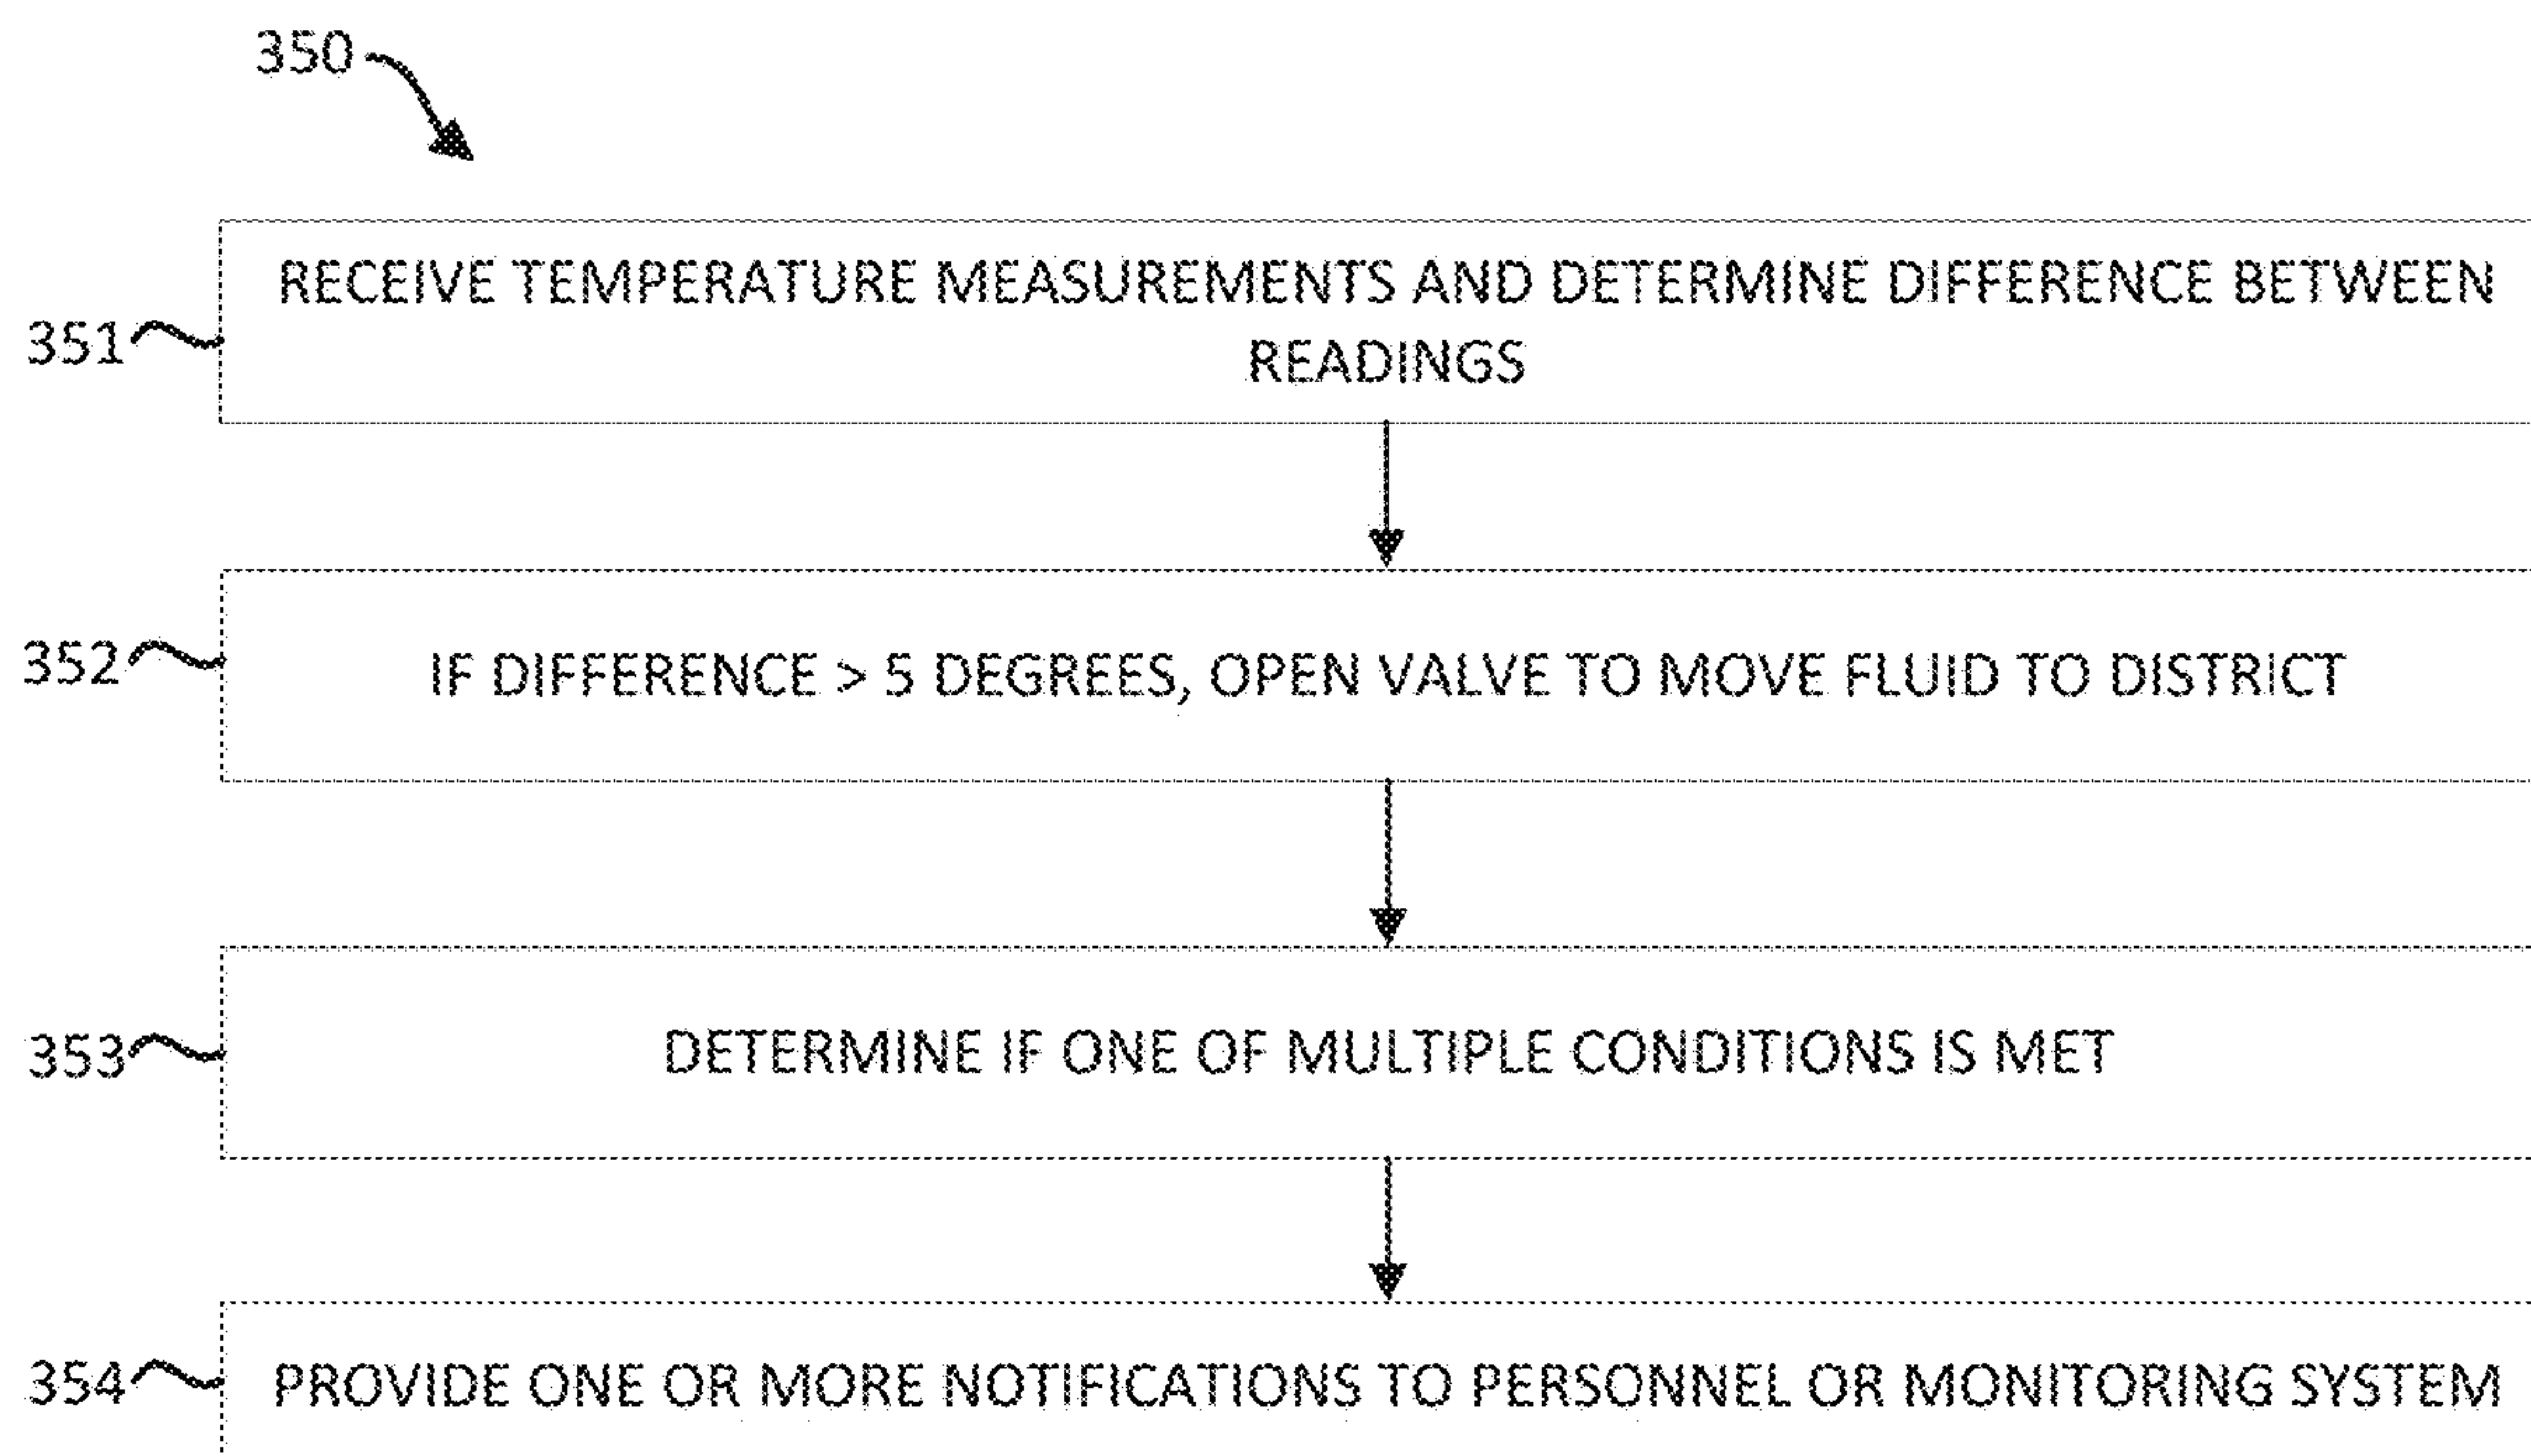 350
RECEIVE TEMPERATURE MEASUREMENTS AND DETERMINE DIFFERENCE BETWEEN
READINGS
351
352
IF DIFFERENCE > 5 DEGREES, OPEN VALVE TO MOVE FLUID TO DISTRICT
353
DETERMINE IF ONE OF MULTIPLE CONDITIONS IS MET
354
PROVIDE ONE OR MORE NOTIFICATIONS TO PERSONNEL OR MONITORING SYSTEM